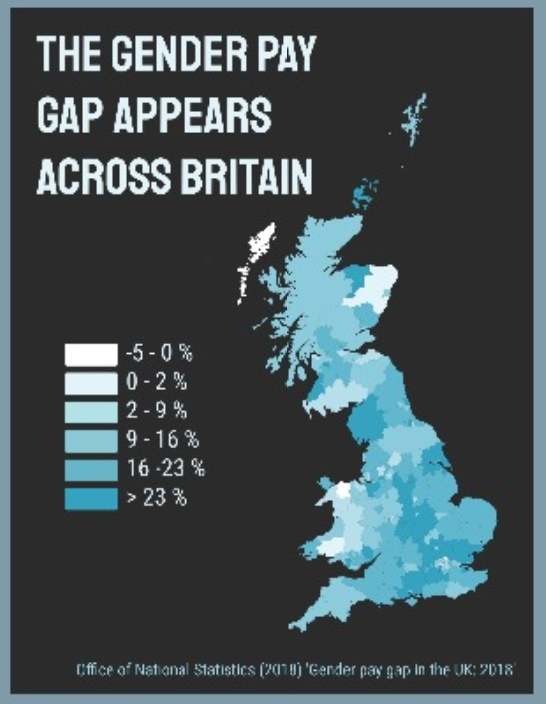 THE GENDER PAY
GAP APPEARS
ACROSS BRITAIN
-5 - 0 %
0 - 2 %
2 - 9 %
9 - 16 %
16 -23 %
> 23 %
Office of National Statistics (2018) 'Gender pay gap in the UK: 2018'